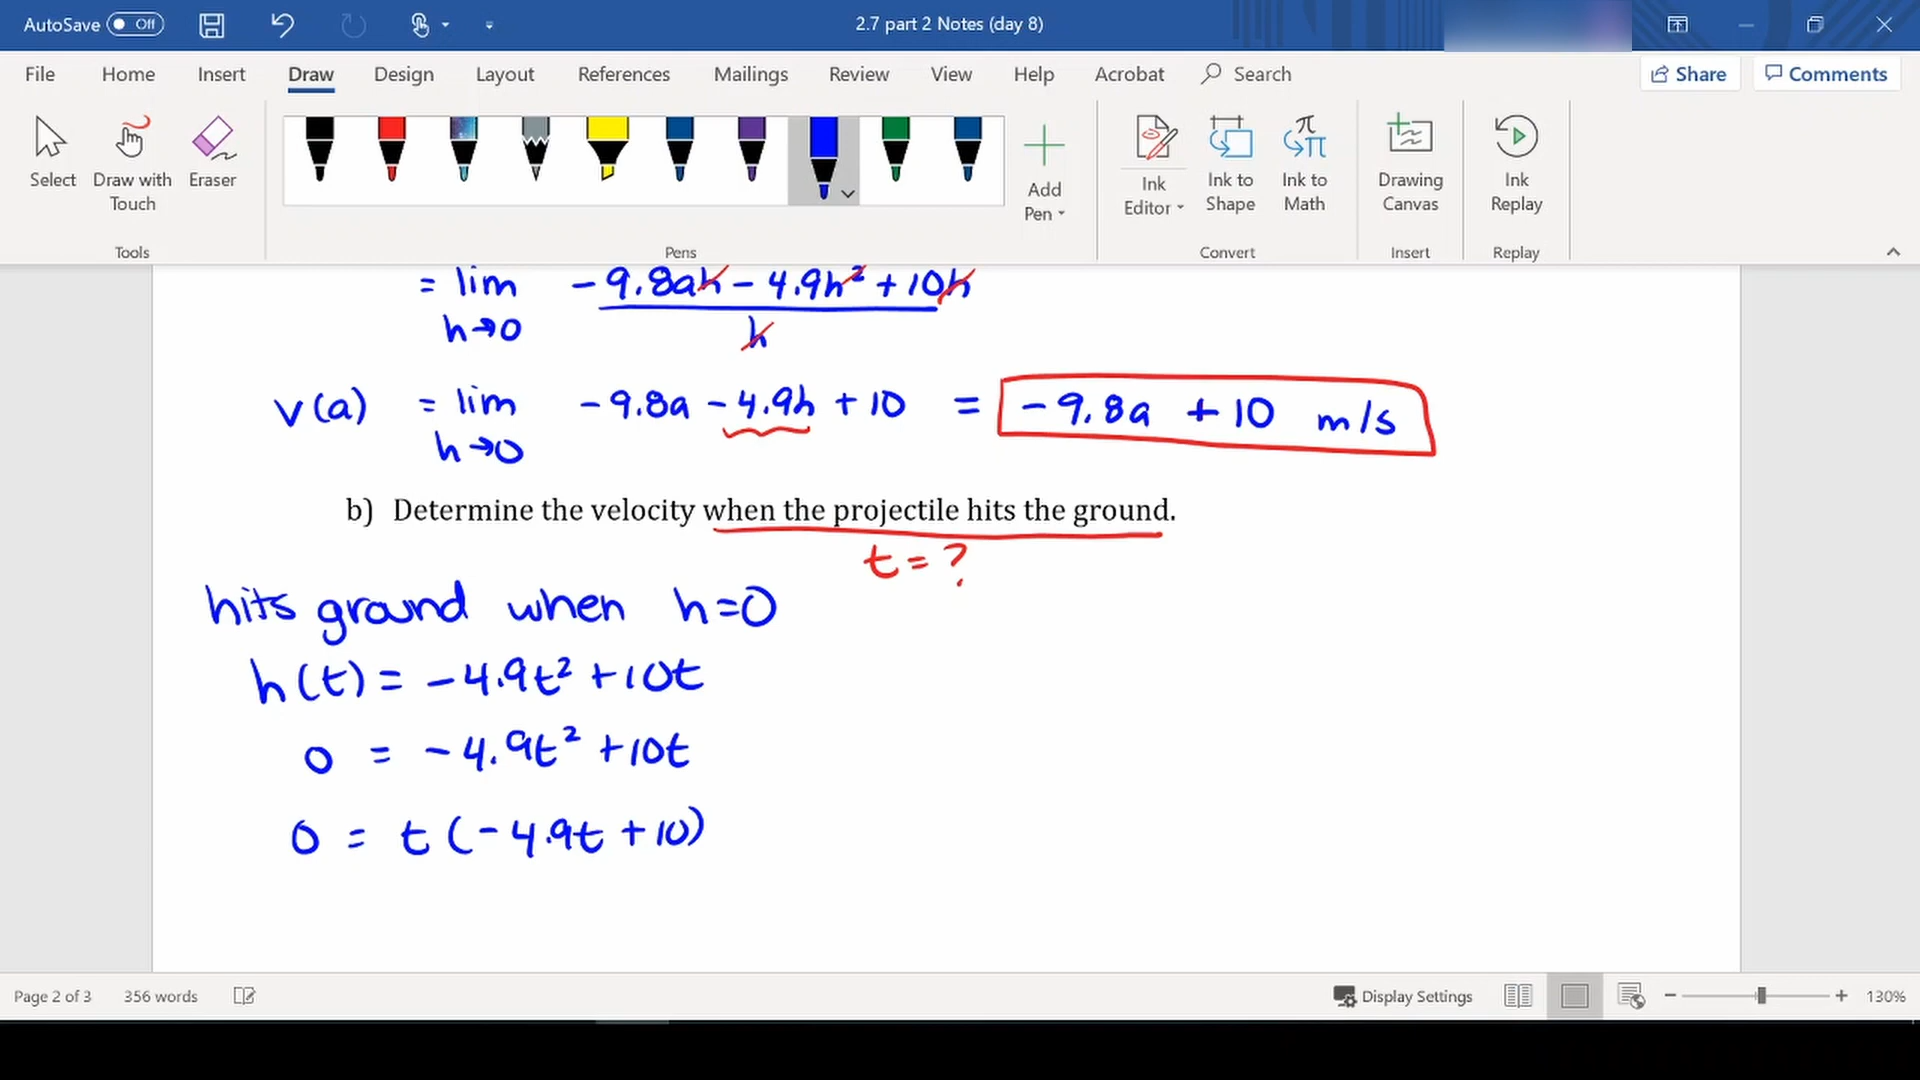 AutoSave Off 2.7 part 2 Notes (day 8)
File Home Insert Draw Design Layout References Mailings Review View Help Acrobat Search Share Comments
Select Draw with Touch Eraser Add Pen Ink Editor Ink to Shape Ink to Math Drawing Canvas Ink Replay
Tools Pens Convert Insert Replay
= lim h→0 (-9.8ah - 4.9h² + 10h) / h
v(a) = lim h→0 -9.8a - 4.9h + 10 = -9.8a + 10 m/s
b) Determine the velocity when the projectile hits the ground.
t = ?
hits ground when h=0
h(t) = -4.9t² + 10t
0 = -4.9t² + 10t
0 = t(-4.9t + 10)
Page 2 of 3 356 words Display Settings 130%